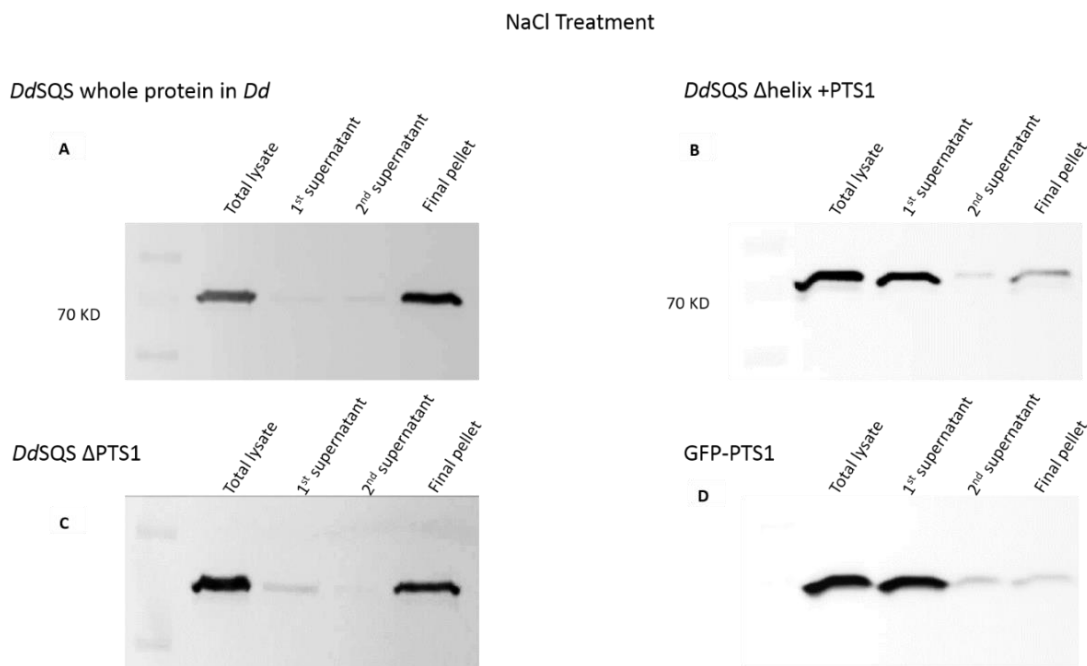 NaCl Treatment
DdSQS whole protein in Dd
A
Total lysate
1st supernatant
2nd supernatant
Final pellet
70 KD
DdSQS Δhelix +PTS1
B
Total lysate
1st supernatant
2nd supernatant
Final pellet
70 KD
DdSQS ΔPTS1
C
Total lysate
1st supernatant
2nd supernatant
Final pellet
GFP-PTS1
D
Total lysate
1st supernatant
2nd supernatant
Final pellet